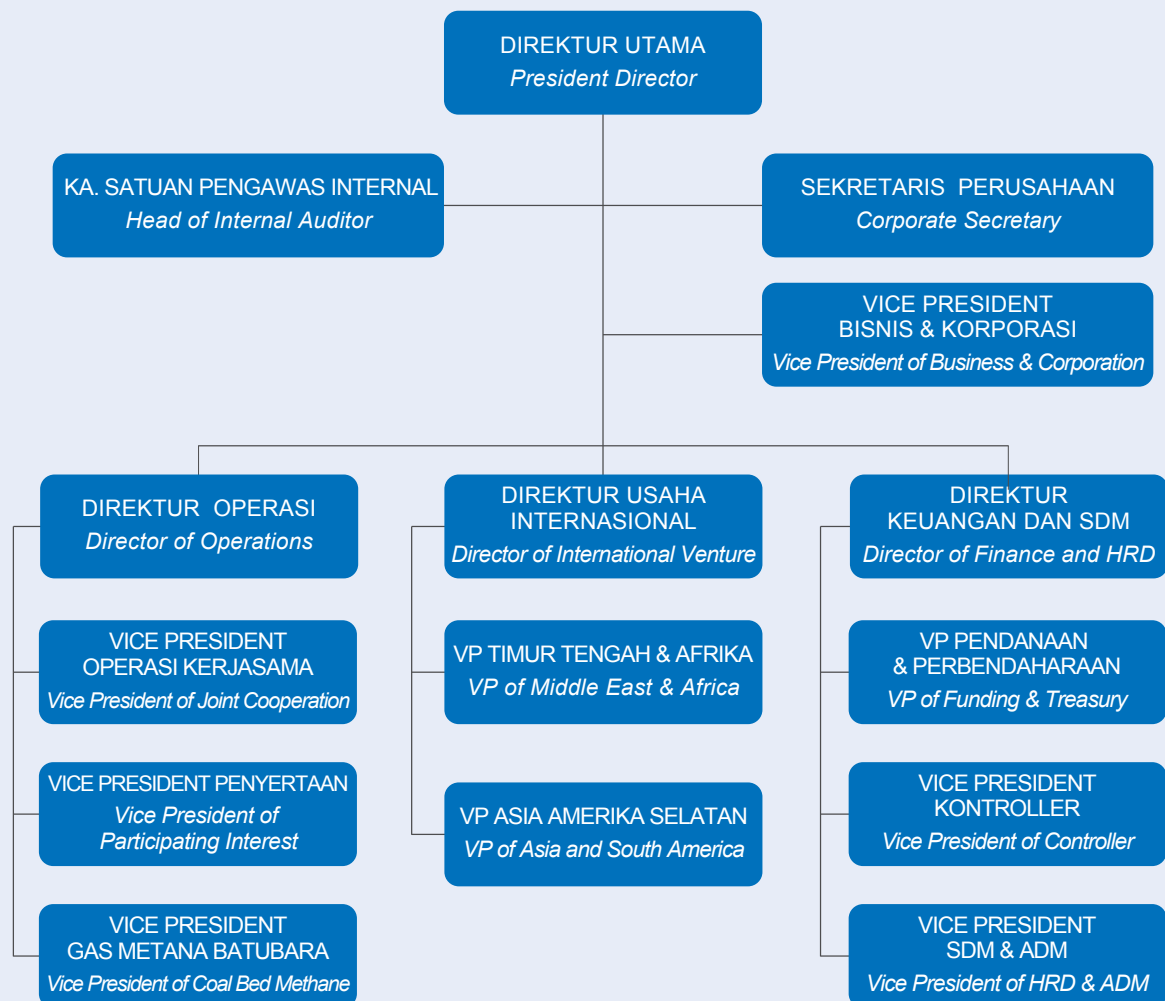 DIREKTUR UTAMA
President Director
KA. SATUAN PENGAWAS INTERNAL
Head of Internal Auditor
SEKRETARIS PERUSAHAAN
Corporate Secretary
VICE PRESIDENT
BISNIS & KORPORASI
Vice President of Business & Corporation
DIREKTUR OPERASI
Director of Operations
DIREKTUR USAHA
INTERNASIONAL
Director of International Venture
DIREKTUR
KEUANGAN DAN SDM
Director of Finance and HRD
VICE PRESIDENT
OPERASI KERJASAMA
Vice President of Joint Cooperation
VP TIMUR TENGAH & AFRIKA
VP of Middle East & Africa
VP PENDANAAN
& PERBENDAHARAAN
VP of Funding & Treasury
VICE PRESIDENT PENYERTAAN
Vice President of
Participating Interest
VP ASIA AMERIKA SELATAN
VP of Asia and South America
VICE PRESIDENT
KONTROLLER
Vice President of Controller
VICE PRESIDENT
GAS METANA BATUBARA
Vice President of Coal Bed Methane
VICE PRESIDENT
SDM & ADM
Vice President of HRD & ADM